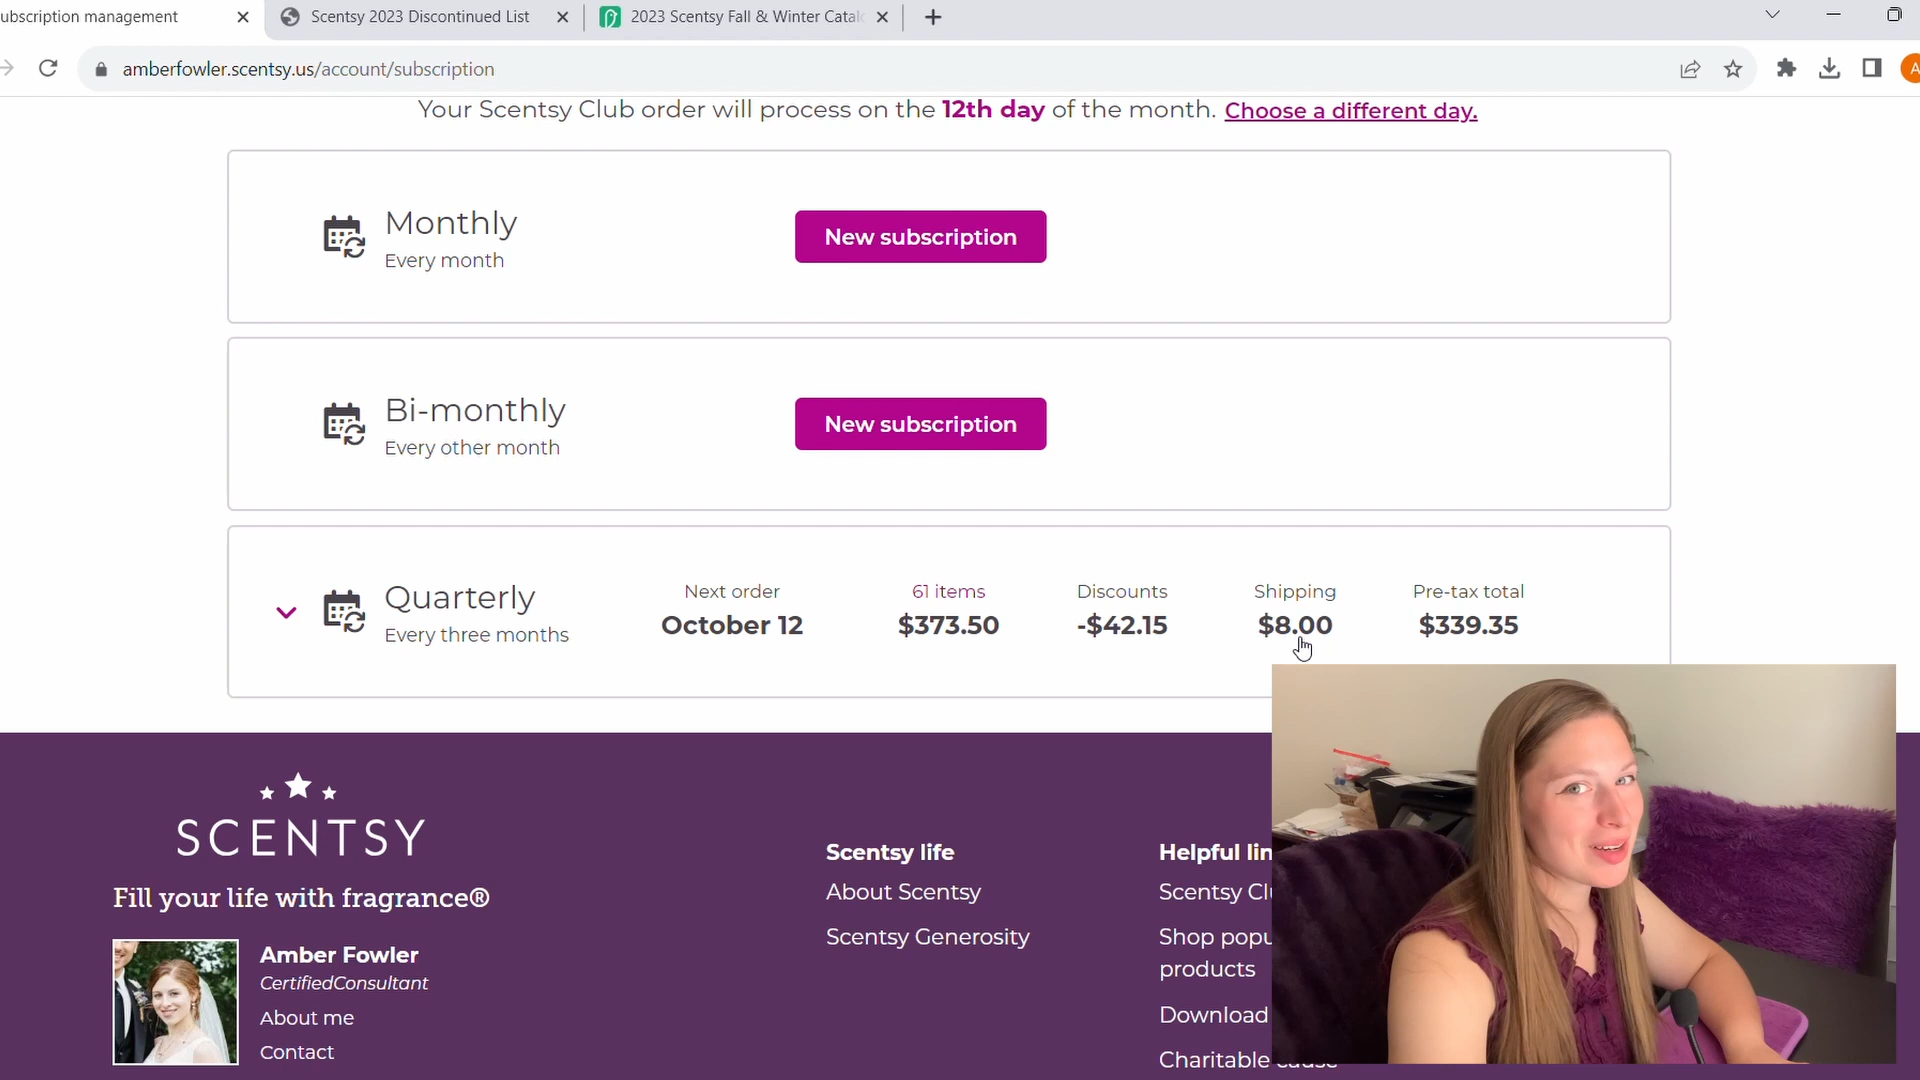 ubscription management
Scentsy 2023 Discontinued List
2023 Scentsy Fall & Winter Catal
amberfowler.scentsy.us/account/subscription
A
Your Scentsy Club order will process on the 12th day of the month. Choose a different day.
Monthly
Every month
New subscription
Bi-monthly
Every other month
New subscription
Quarterly
Every three months
Next order
October 12
61 items
$373.50
Discounts
-$42.15
Shipping
$8.00
Pre-tax total
$339.35
SCENTSY
Fill your life with fragrance®
Amber Fowler
CertifiedConsultant
About me
Contact
Scentsy life
About Scentsy
Scentsy Generosity
Helpful lin
Scentsy Clu
Shop popu
products
Download
Charitable cause